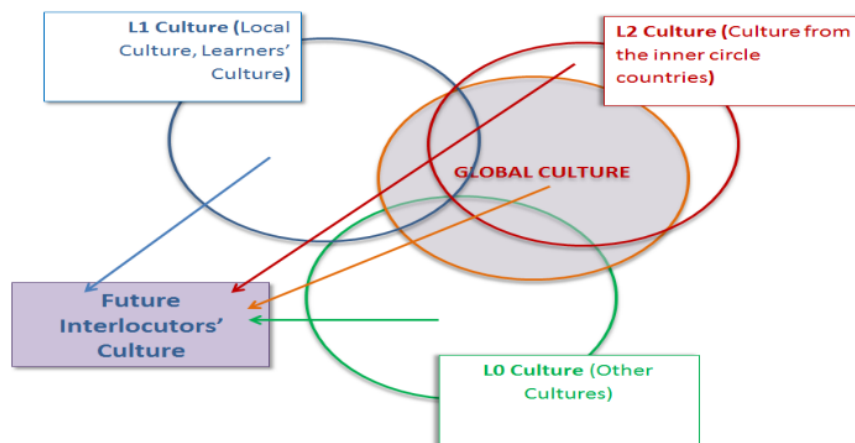 L1 Culture (Local
Culture, Learners’
Culture)
L2 Culture (Culture from
the inner circle
countries)
GLOBAL CULTURE
Future
Interlocutors’
Culture
L0 Culture (Other
Cultures)